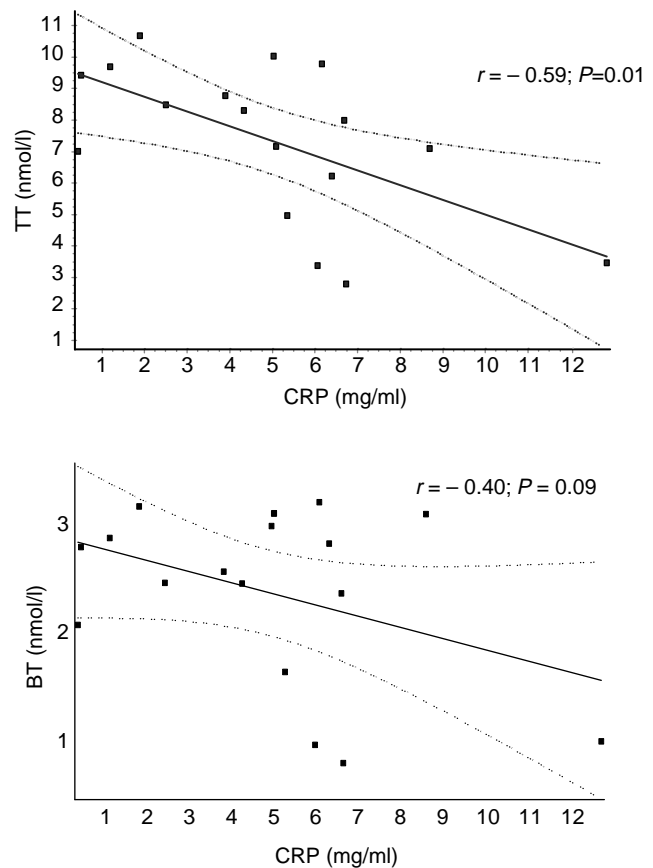 11
10
r = – 0.59; P=0.01
9
8
7
6
5
4
3
2
1
TT (nmol/l)
1 2 3 4 5 6 7 8 9 10 11 12
CRP (mg/ml)
r = – 0.40; P = 0.09
3
2
1
BT (nmol/l)
1 2 3 4 5 6 7 8 9 10 11 12
CRP (mg/ml)